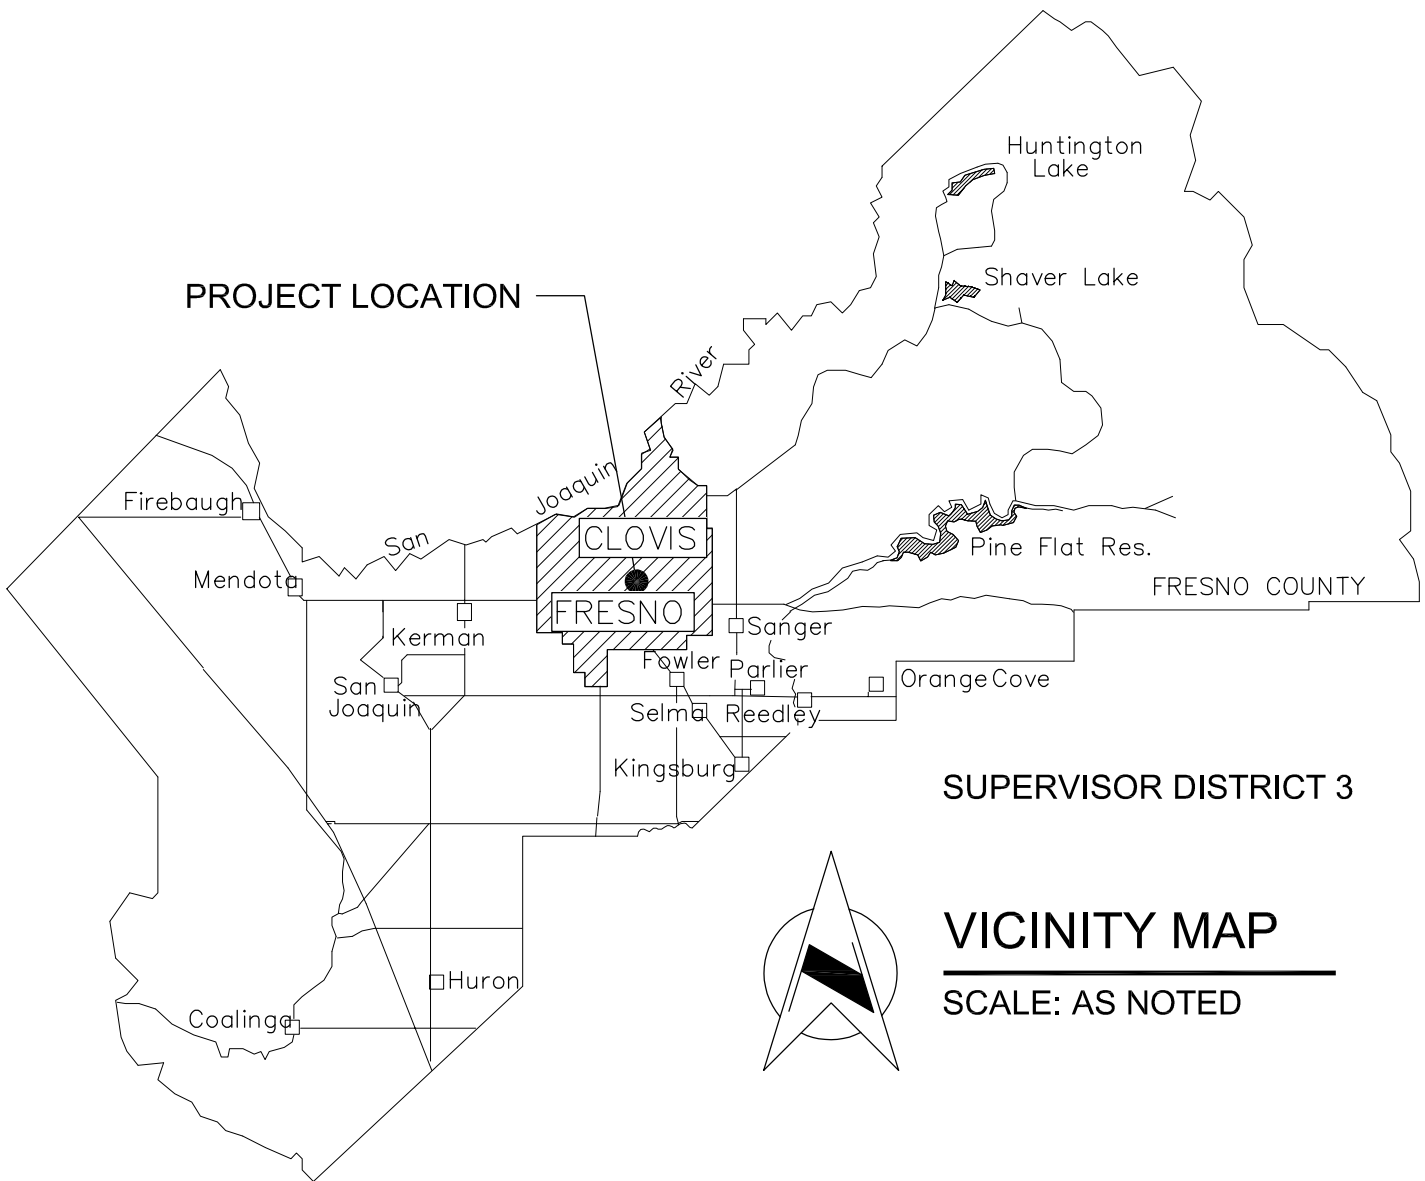 Huntington
Lake
Shaver Lake
PROJECT LOCATION
River
Joaquin
San
Firebaugh
CLOVIS
Pine Flat Res.
Mendota
FRESNO COUNTY
FRESNO
Kerman
Sanger
Fowler
Parlier
San
Joaquin
Orange Cove
Selma
Reedley
Kingsburg
SUPERVISOR DISTRICT 3
VICINITY MAP
SCALE: AS NOTED
Huron
Coalinga